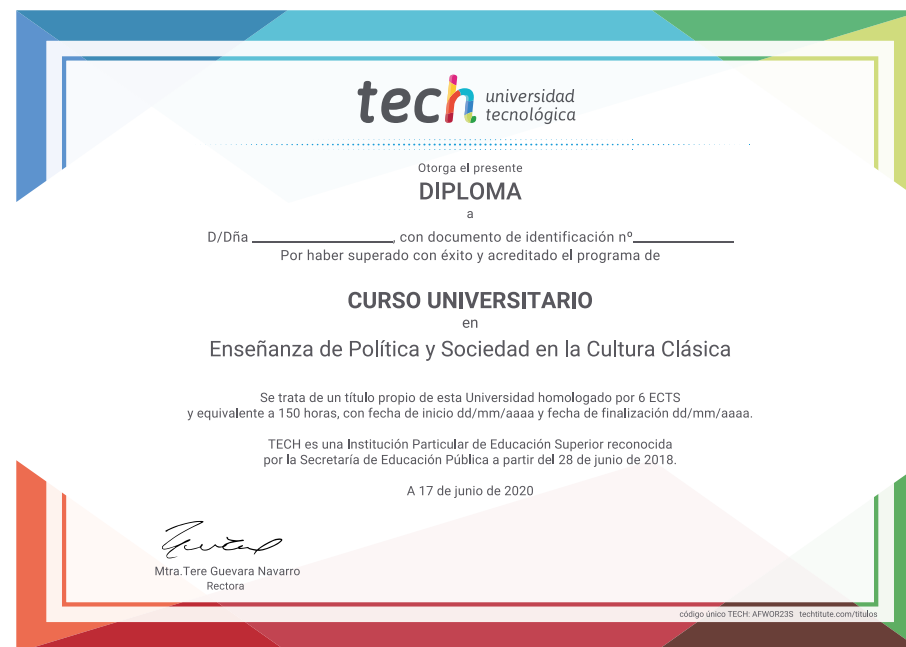 tech universidad
tecnológica
Otorga el presente
DIPLOMA
a
D/Dña ____________________, con documento de identificación nº______________
Por haber superado con éxito y acreditado el programa de
CURSO UNIVERSITARIO
en
Enseñanza de Política y Sociedad en la Cultura Clásica
Se trata de un título propio de esta Universidad homologado por 6 ECTS
y equivalente a 150 horas, con fecha de inicio dd/mm/aaaa y fecha de finalización dd/mm/aaaa.
TECH es una Institución Particular de Educación Superior reconocida
por la Secretaría de Educación Pública a partir del 28 de junio de 2018.
A 17 de junio de 2020
Mtra.Tere Guevara Navarro
Rectora
código único TECH: AFWOR23S techtitute.com/titulos